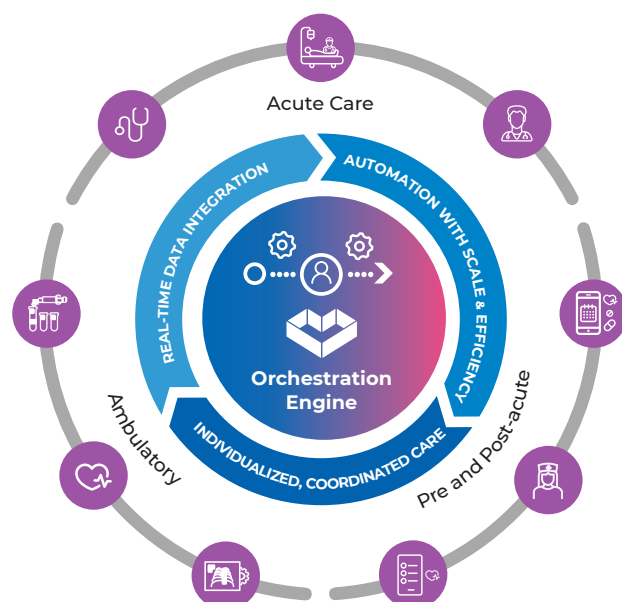 Acute Care
REAL-TIME DATA INTEGRATION
AUTOMATION WITH SCALE & EFFICIENCY
Orchestration
Engine
INDIVIDUALIZED, COORDINATED CARE
Ambulatory
Pre and Post-acute